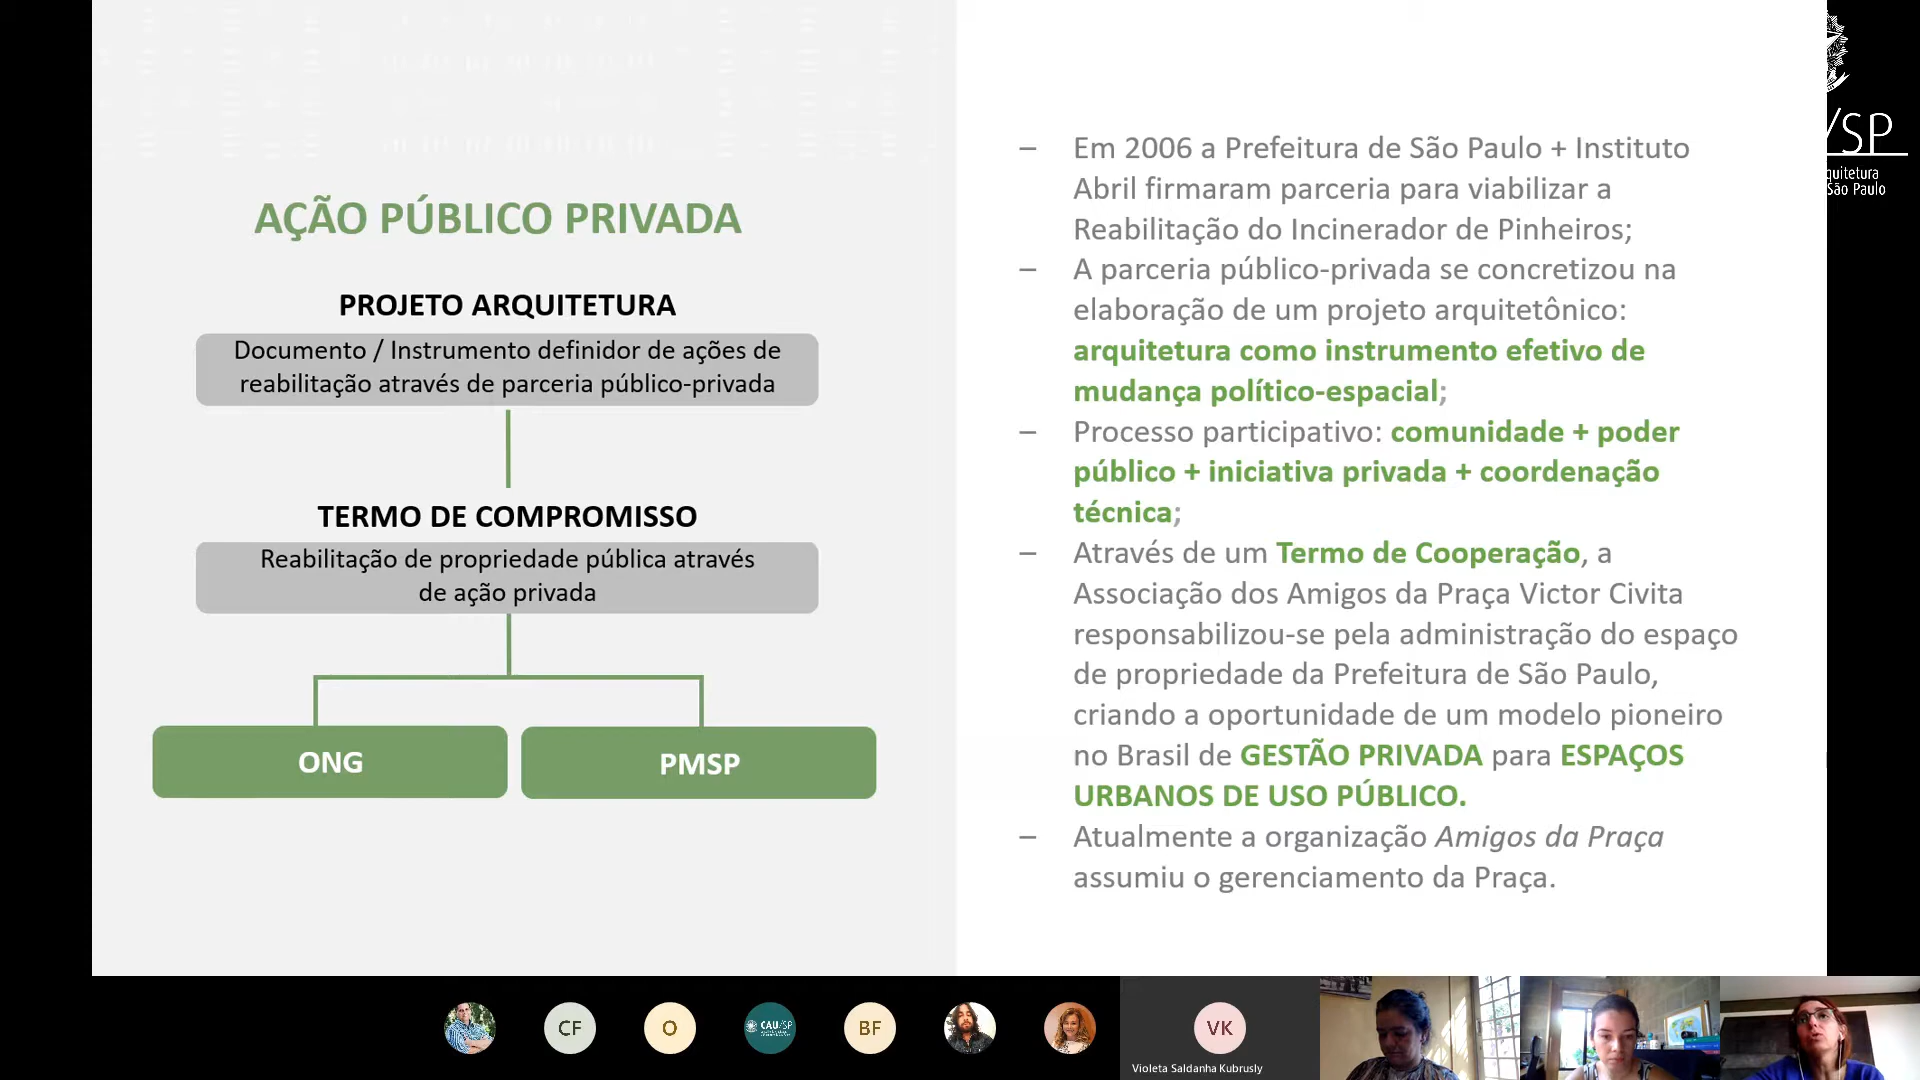 AÇÃO PÚBLICO PRIVADA
PROJETO ARQUITETURA
Documento / Instrumento definidor de ações de
reabilitação através de parceria público-privada
TERMO DE COMPROMISSO
Reabilitação de propriedade pública através
de ação privada
ONG
PMSP
– Em 2006 a Prefeitura de São Paulo + Instituto
Abril firmaram parceria para viabilizar a
Reabilitação do Incinerador de Pinheiros;
– A parceria público-privada se concretizou na
elaboração de um projeto arquitetônico:
arquitetura como instrumento efetivo de
mudança político-espacial;
– Processo participativo: comunidade + poder
público + iniciativa privada + coordenação
técnica;
– Através de um Termo de Cooperação, a
Associação dos Amigos da Praça Victor Civita
responsabilizou-se pela administração do espaço
de propriedade da Prefeitura de São Paulo,
criando a oportunidade de um modelo pioneiro
no Brasil de GESTÃO PRIVADA para ESPAÇOS
URBANOS DE USO PÚBLICO.
– Atualmente a organização Amigos da Praça
assumiu o gerenciamento da Praça.
/SP
quitetura
São Paulo
CF
O
CAU/SP
BF
VK
Violeta Saldanha Kubrusly